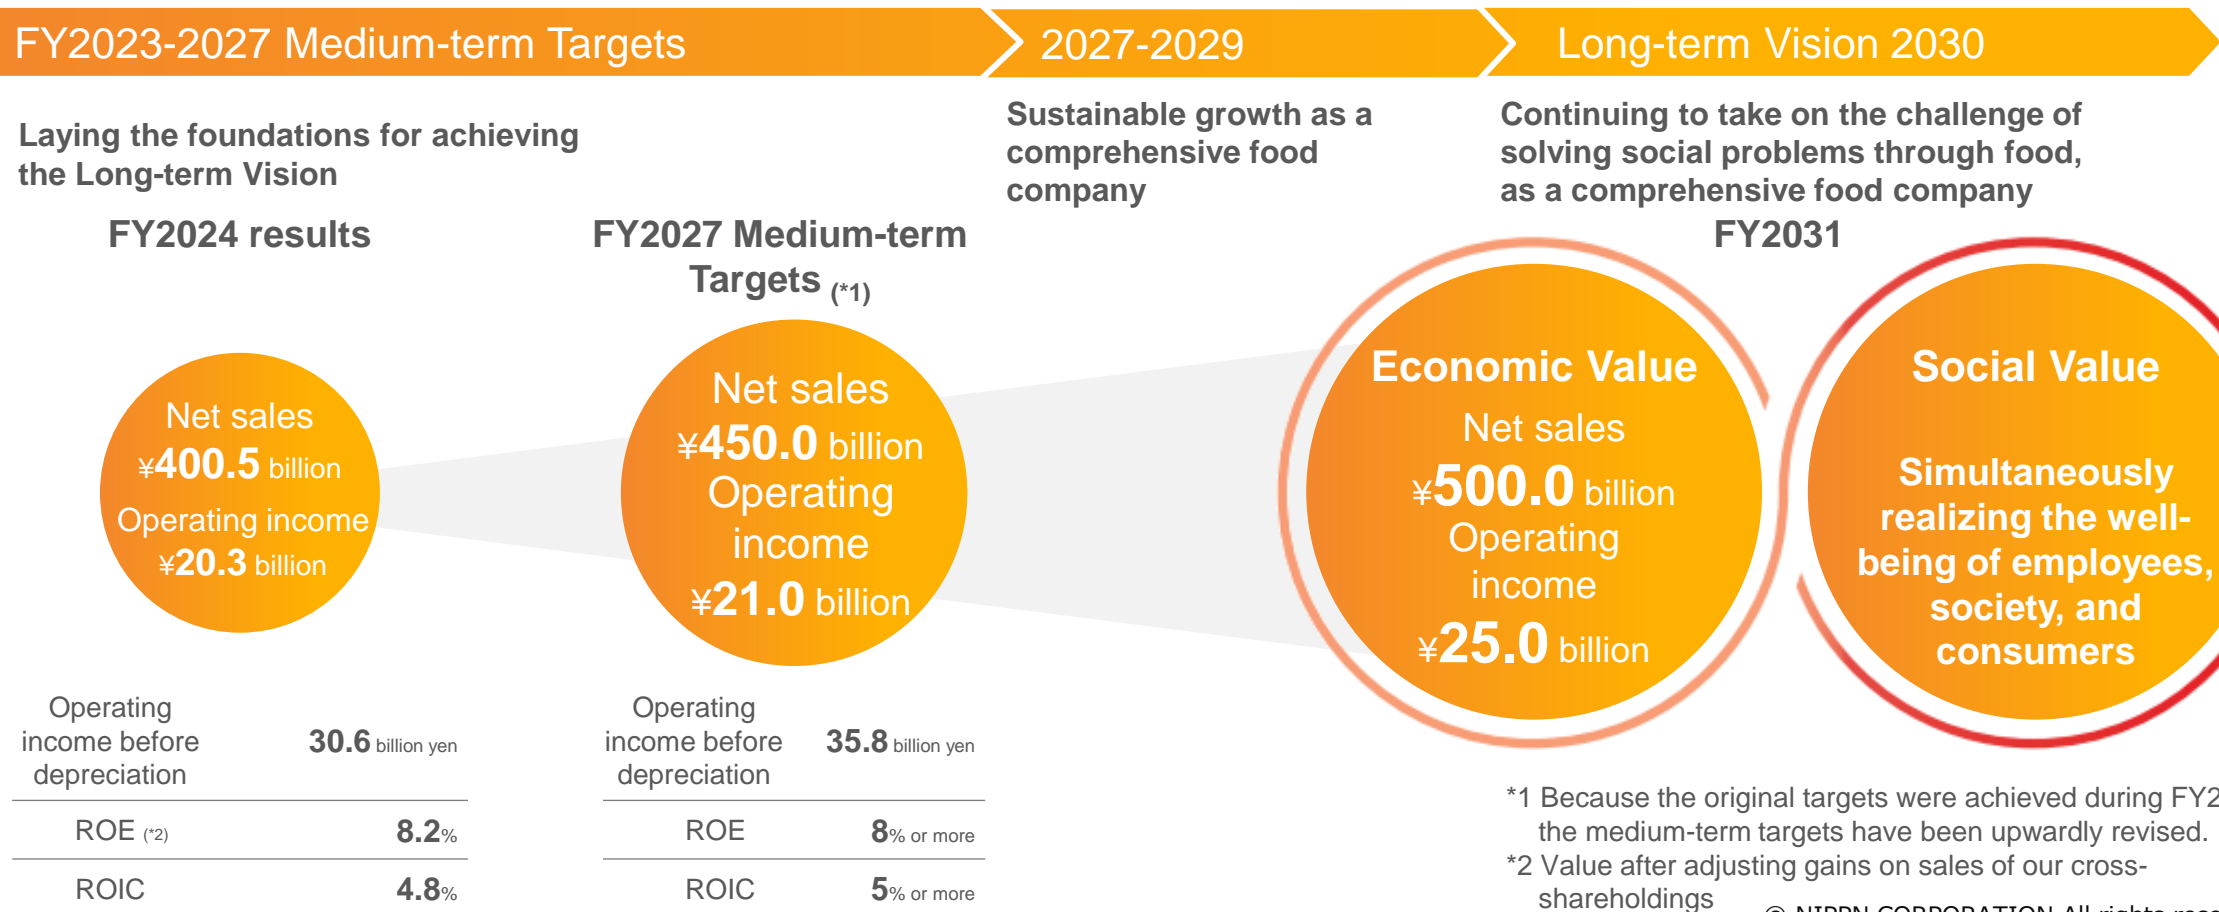 FY2023-2027 Medium-term Targets
2027-2029
Long-term Vision 2030
Laying the foundations for achieving
the Long-term Vision
Sustainable growth as a
comprehensive food
company
Continuing to take on the challenge of
solving social problems through food,
as a comprehensive food company
FY2024 results
FY2027 Medium-term
Targets (*1)
FY2031
Net sales
¥400.5 billion
Operating income
¥20.3 billion
Net sales
¥450.0 billion
Operating
income
¥21.0 billion
Economic Value
Net sales
¥500.0 billion
Operating
income
¥25.0 billion
Social Value
Simultaneously
realizing the well-
being of employees,
society, and
consumers
Operating
income before
depreciation
30.6 billion yen
ROE (*2) 8.2%
ROIC 4.8%
Operating
income before
depreciation
35.8 billion yen
ROE 8% or more
ROIC 5% or more
*1 Because the original targets were achieved during
the medium-term targets have been upwardly revised.
*2 Value after adjusting gains on sales of our cross-
shareholdings
© NIPPN CORPORATION All rights